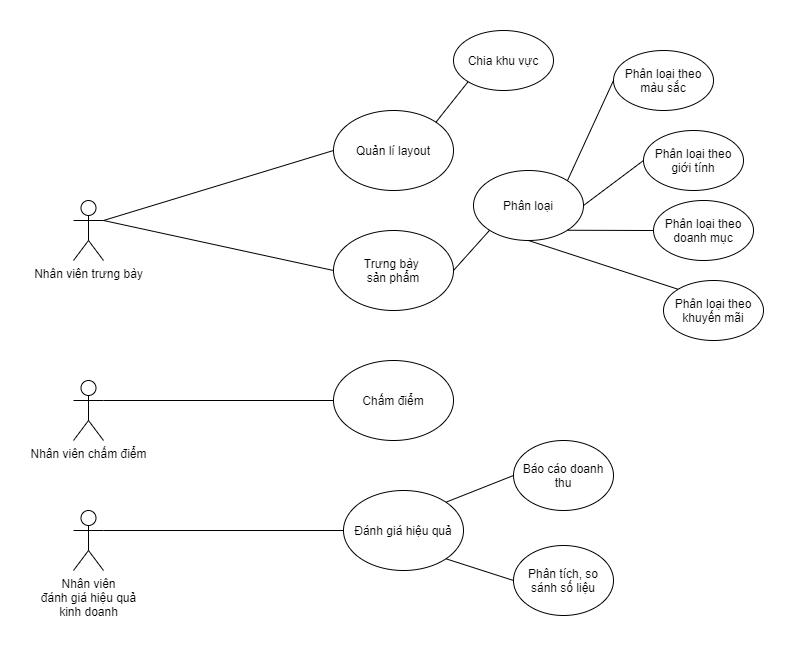 Chia khu vực
Phân loại theo
màu sắc
Quản lí layout
Phân loại theo
giới tính
Phân loại
Phân loại theo
doanh mục
Nhân viên trưng bày
Trưng bày
sản phẩm
Phân loại theo
khuyến mãi
Chấm điểm
Nhân viên chấm điểm
Báo cáo doanh
thu
Đánh giá hiệu quả
Nhân viên
đánh giá hiệu quả
kinh doanh
Phân tích, so
sánh số liệu